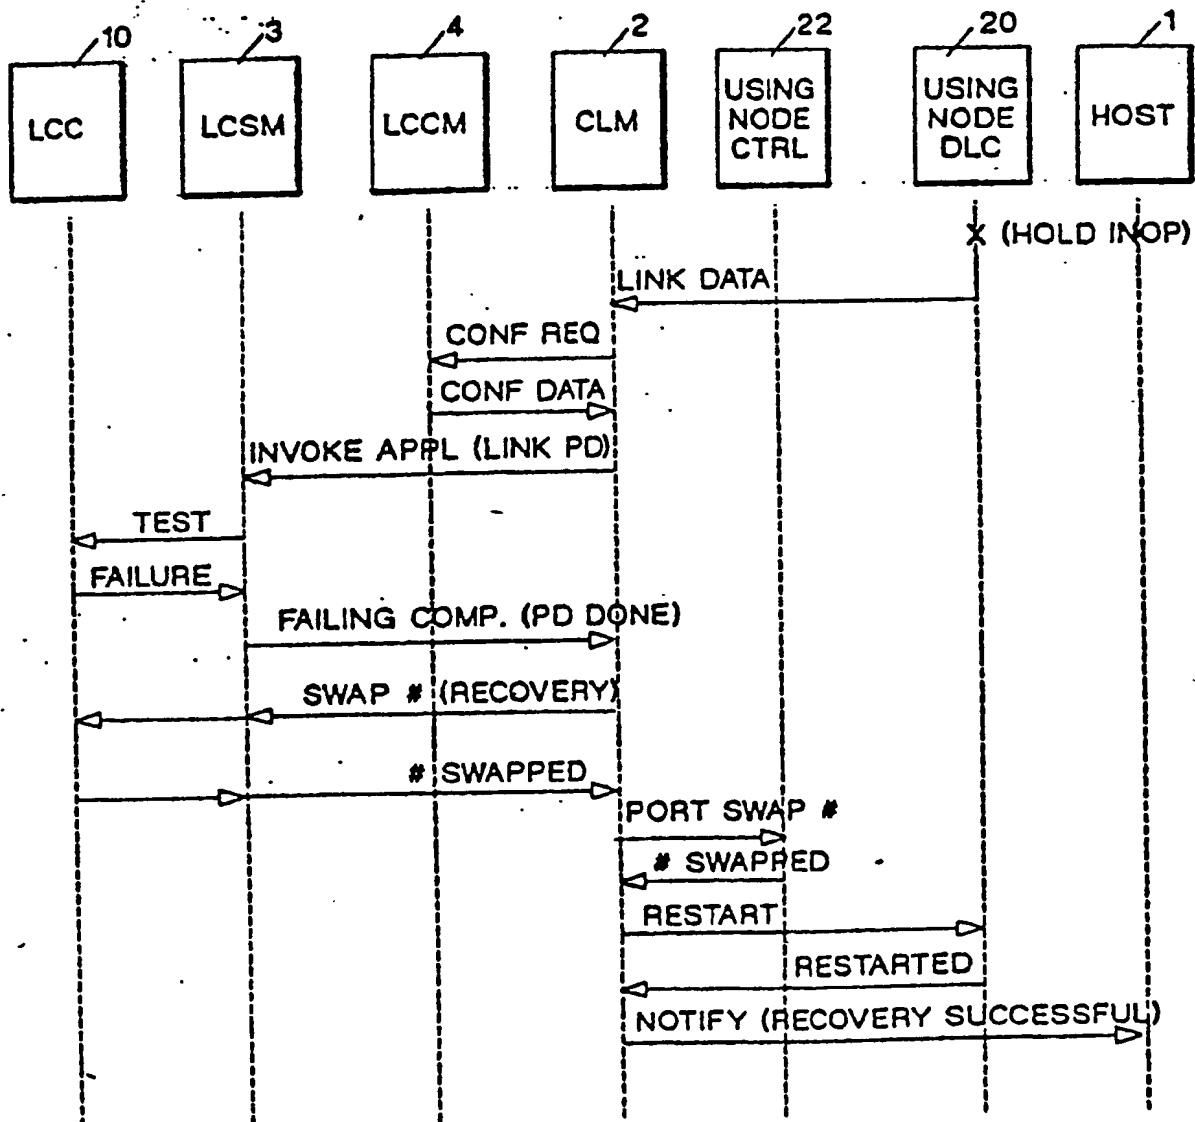 10 3 4 2 22 20 1
LCC
LCSM
LCCM
CLM
USING
NODE
CTRL
USING
NODE
DLC
HOST
X (HOLD INOP)
LINK DATA
CONF REQ
CONF DATA
INVOKE APPL (LINK PD)
TEST
FAILURE
FAILING COMP. (PD DONE)
SWAP # (RECOVERY)
# SWAPPED
PORT SWAP #
# SWAPPED
RESTART
RESTARTED
NOTIFY (RECOVERY SUCCESSFUL)